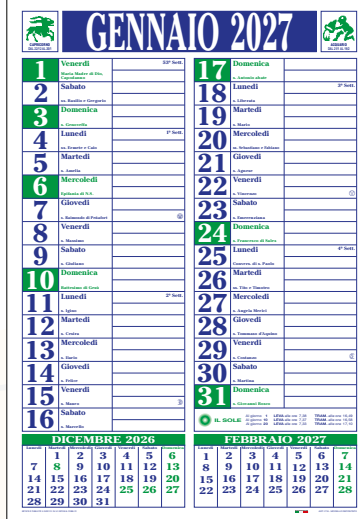 GENNAIO 2027
CAPRICORNO
ACQUARIO
1 Venerdì 53ª Sett.
Maria Madre di Dio,
Capodanno
2 Sabato
ss. Basilio e Gregorio
3 Domenica
s. Genoveffa
4 Lunedì 1ª Sett.
ss. Ermete e Caio
5 Martedì
s. Amelia
6 Mercoledì
Epifania di N.S.
7 Giovedì
s. Raimondo di Peñafort
8 Venerdì
s. Massimo
9 Sabato
s. Giuliano
10 Domenica
Battesimo di Gesù
11 Lunedì 2ª Sett.
s. Igino
12 Martedì
s. Cesira
13 Mercoledì
s. Ilario
14 Giovedì
s. Felice
15 Venerdì
s. Mauro
16 Sabato
s. Marcello
17 Domenica
s. Antonio abate
18 Lunedì 3ª Sett.
s. Liberata
19 Martedì
s. Mario
20 Mercoledì
ss. Sebastiano e Fabiano
21 Giovedì
s. Agnese
22 Venerdì
s. Vincenzo
23 Sabato
s. Emerenziana
24 Domenica
s. Francesco di Sales
25 Lunedì 4ª Sett.
Convers. di s. Paolo
26 Martedì
ss. Tito e Timoteo
27 Mercoledì
s. Angela Merici
28 Giovedì
s. Tommaso d'Aquino
29 Venerdì
s. Costanzo
30 Sabato
s. Martina
31 Domenica
s. Giovanni Bosco
IL SOLE
DICEMBRE 2026
Lunedì Martedì Mercoledì Giovedì Venerdì Sabato Domenica
1 2 3 4 5 6
7 8 9 10 11 12 13
14 15 16 17 18 19 20
21 22 23 24 25 26 27
28 29 30 31
FEBBRAIO 2027
Lunedì Martedì Mercoledì Giovedì Venerdì Sabato Domenica
1 2 3 4 5 6 7
8 9 10 11 12 13 14
15 16 17 18 19 20 21
22 23 24 25 26 27 28